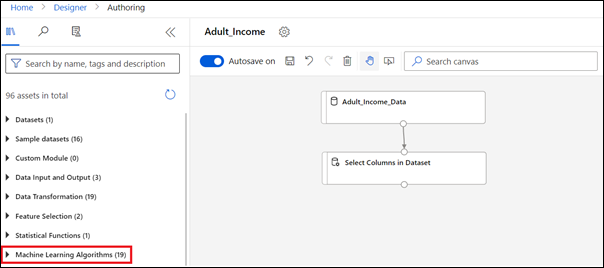 Home > Designer > Authoring
Adult_Income
Search by name, tags and description
Autosave on
Search canvas
96 assets in total
Datasets (1)
Sample datasets (16)
Custom Module (0)
Data Input and Output (3)
Data Transformation (19)
Feature Selection (2)
Statistical Functions (1)
Machine Learning Algorithms (19)
Adult_Income_Data
Select Columns in Dataset